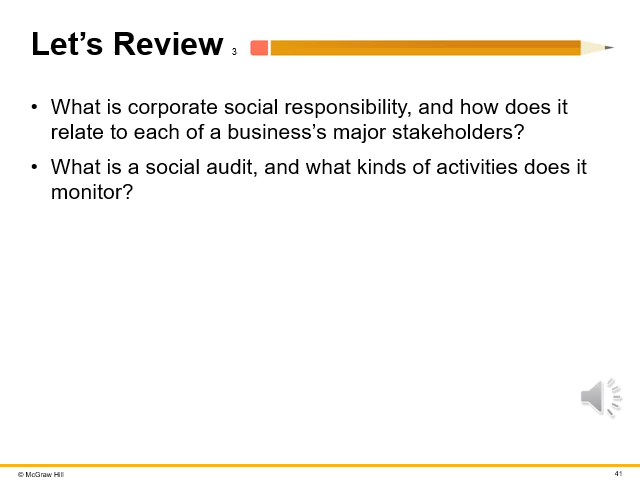 Let’s Review 3
• What is corporate social responsibility, and how does it
relate to each of a business’s major stakeholders?
• What is a social audit, and what kinds of activities does it
monitor?
© McGraw Hill
41